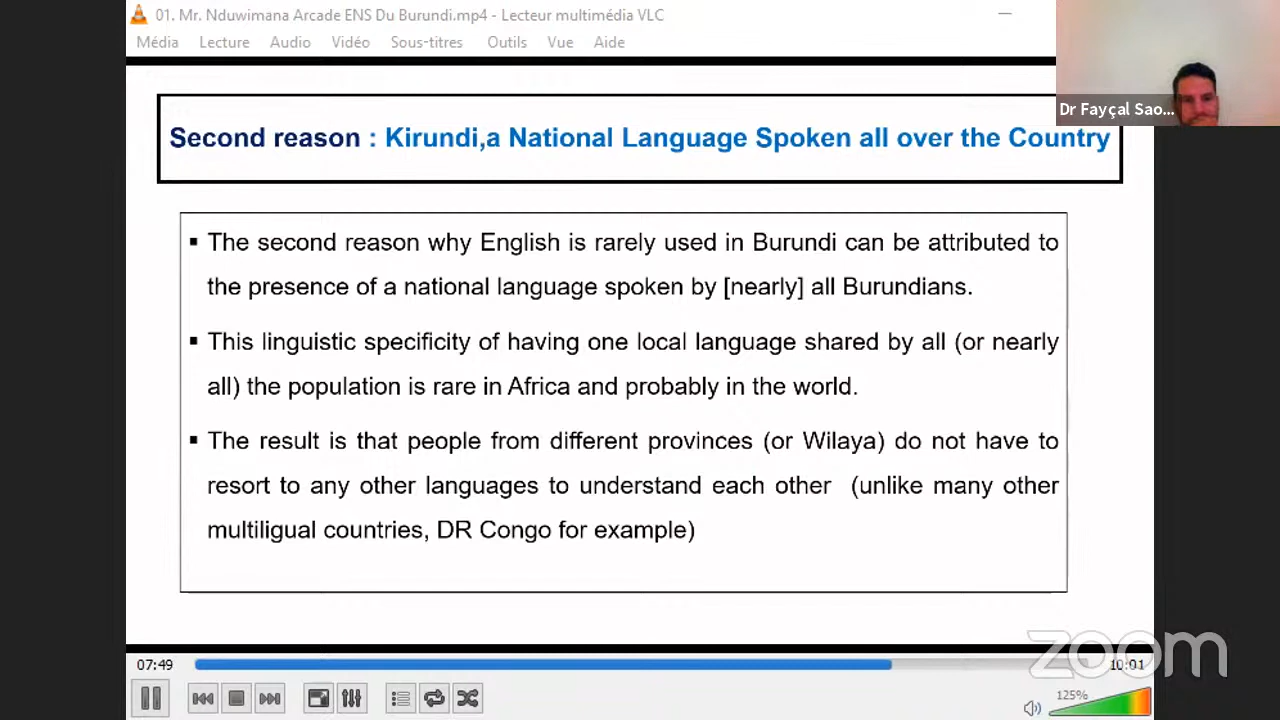 01. Mr. Nduwimana Arcade ENS Du Burundi.mp4 - Lecteur multimédia VLC
Média Lecture Audio Vidéo Sous-titres Outils Vue Aide
Dr Fayçal Sao...
Second reason : Kirundi,a National Language Spoken all over the Country
▪ The second reason why English is rarely used in Burundi can be attributed to
the presence of a national language spoken by [nearly] all Burundians.
▪ This linguistic specificity of having one local language shared by all (or nearly
all) the population is rare in Africa and probably in the world.
▪ The result is that people from different provinces (or Wilaya) do not have to
resort to any other languages to understand each other (unlike many other
multiligual countries, DR Congo for example)
zoom
07:49 10:01
125%